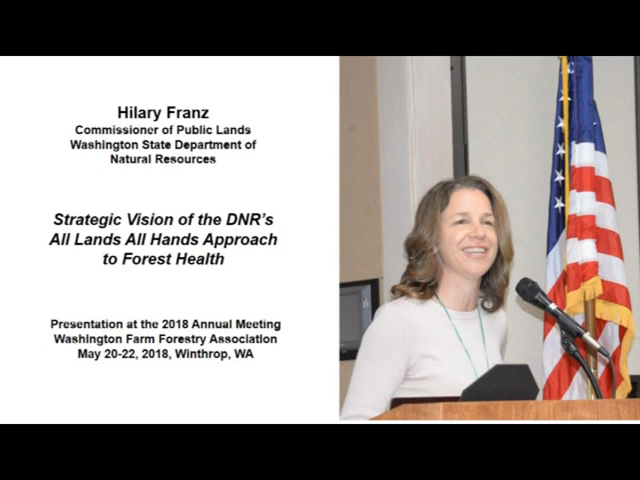 Hilary Franz
Commissioner of Public Lands
Washington State Department of
Natural Resources
Strategic Vision of the DNR's
All Lands All Hands Approach
to Forest Health
Presentation at the 2018 Annual Meeting
Washington Farm Forestry Association
May 20-22, 2018, Winthrop, WA